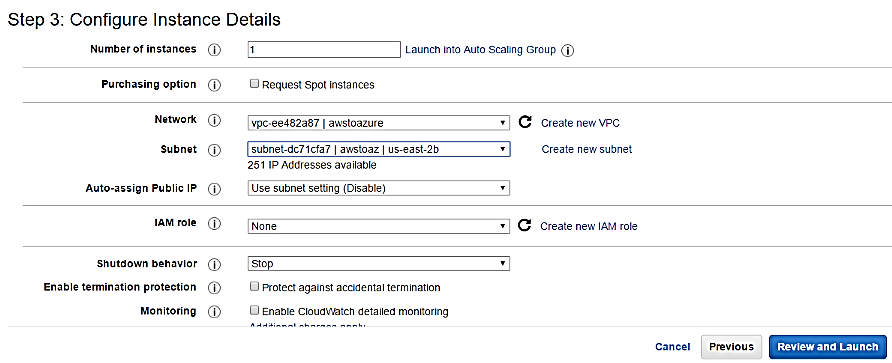 Step 3: Configure Instance Details
Number of instances 1 Launch into Auto Scaling Group
Purchasing option Request Spot instances
Network vpc-ee482a87 | awstoazure Create new VPC
Subnet subnet-dc71cfa7 | awstoaz | us-east-2b Create new subnet
251 IP Addresses available
Auto-assign Public IP Use subnet setting (Disable)
IAM role None Create new IAM role
Shutdown behavior Stop
Enable termination protection Protect against accidental termination
Monitoring Enable CloudWatch detailed monitoring
Additional charges apply
Cancel Previous Review and Launch